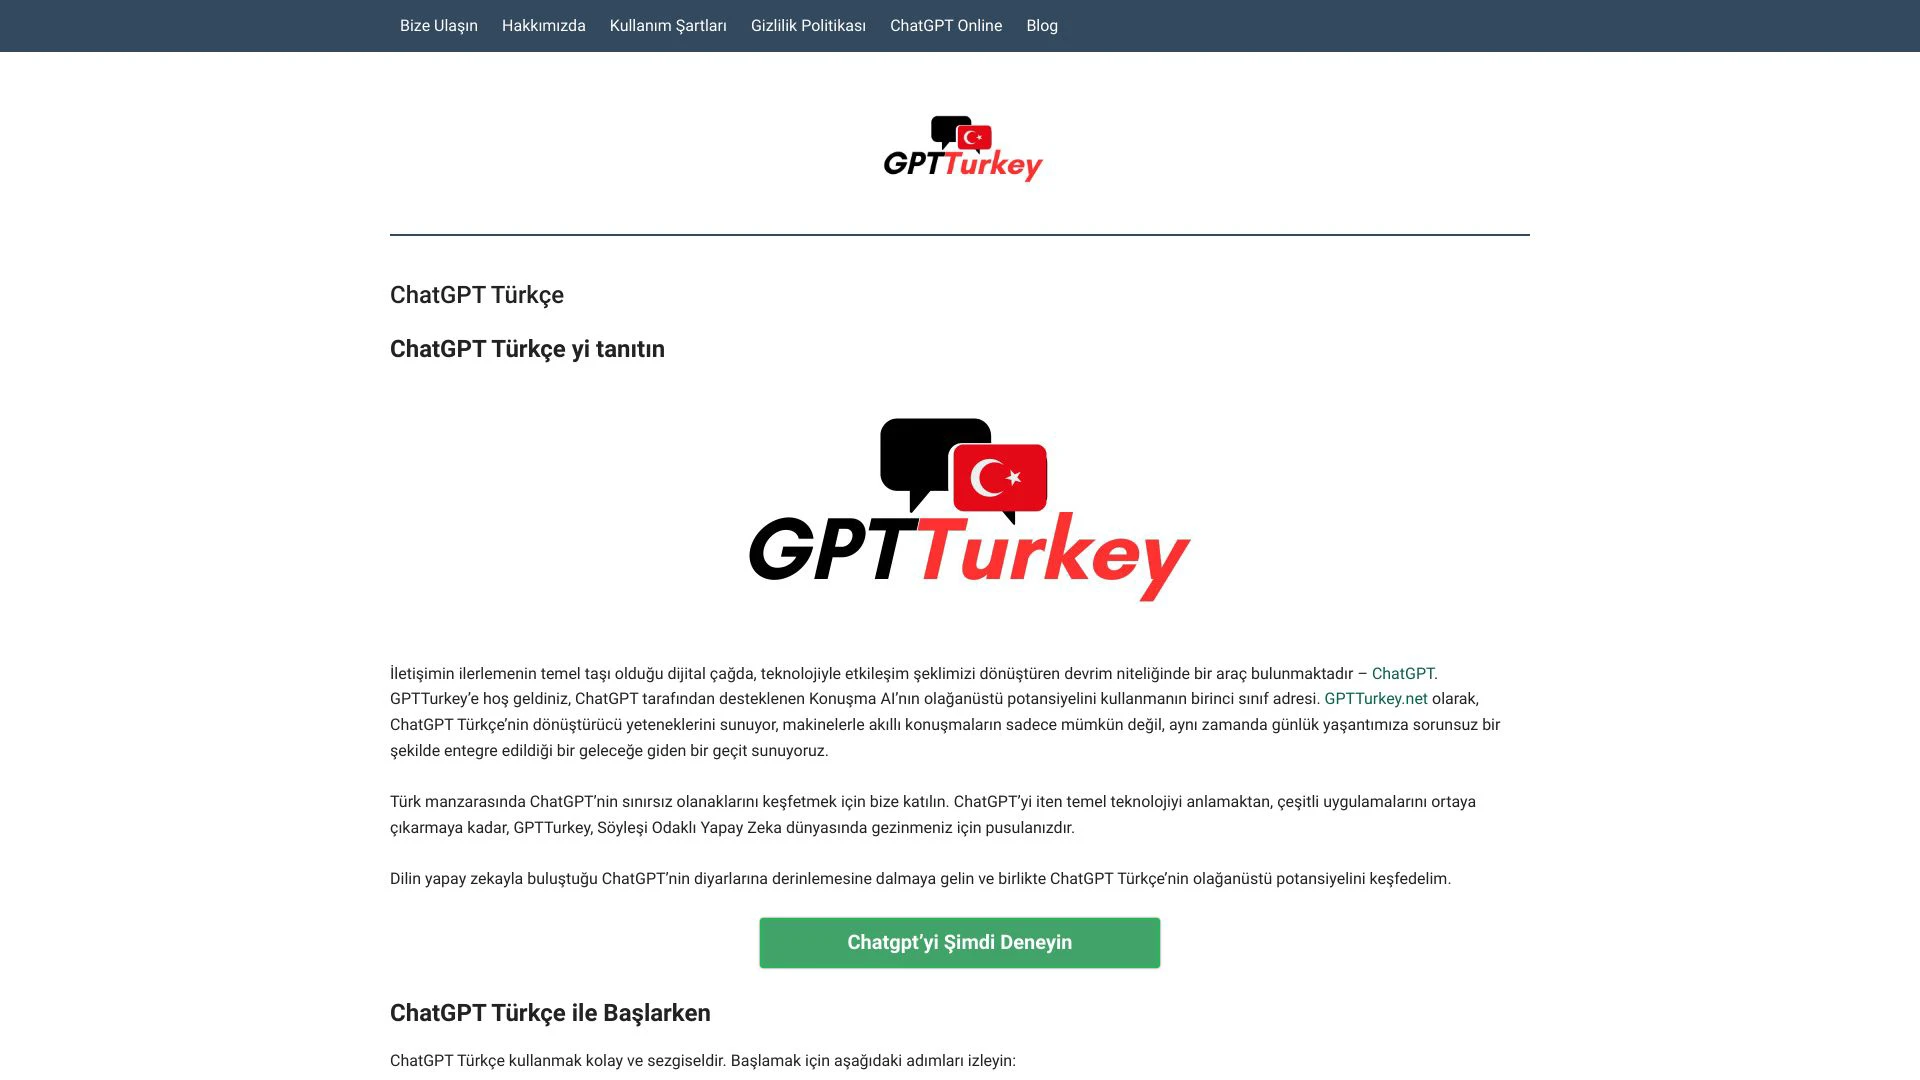 Bize Ulaşın Hakkımızda Kullanım Şartları Gizlilik Politikası ChatGPT Online Blog
GPTTurkey
ChatGPT Türkçe
ChatGPT Türkçe yi tanıtın
GPTTurkey
İletişimin ilerlemenin temel taşı olduğu dijital çağda, teknolojiyle etkileşim şeklimizi dönüştüren devrim niteliğinde bir araç bulunmaktadır – ChatGPT.
GPTTurkey’e hoş geldiniz, ChatGPT tarafından desteklenen Konuşma AI’nın olağanüstü potansiyelini kullanmanın birinci sınıf adresi. GPTTurkey.net olarak,
ChatGPT Türkçe’nin dönüştürücü yeteneklerini sunuyor, makinelerle akıllı konuşmaların sadece mümkün değil, aynı zamanda günlük yaşantımıza sorunsuz bir
şekilde entegre edildiği bir geleceğe giden bir geçit sunuyoruz.
Türk manzarasında ChatGPT’nin sınırsız olanaklarını keşfetmek için bize katılın. ChatGPT’yi iten temel teknolojiyi anlamaktan, çeşitli uygulamalarını ortaya
çıkarmaya kadar, GPTTurkey, Söyleşi Odaklı Yapay Zeka dünyasında gezinmeniz için pusulanızdır.
Dilin yapay zekayla buluştuğu ChatGPT’nin diyarlarına derinlemesine dalmaya gelin ve birlikte ChatGPT Türkçe’nin olağanüstü potansiyelini keşfedelim.
Chatgpt’yi Şimdi Deneyin
ChatGPT Türkçe ile Başlarken
ChatGPT Türkçe kullanmak kolay ve sezgiseldir. Başlamak için aşağıdaki adımları izleyin: